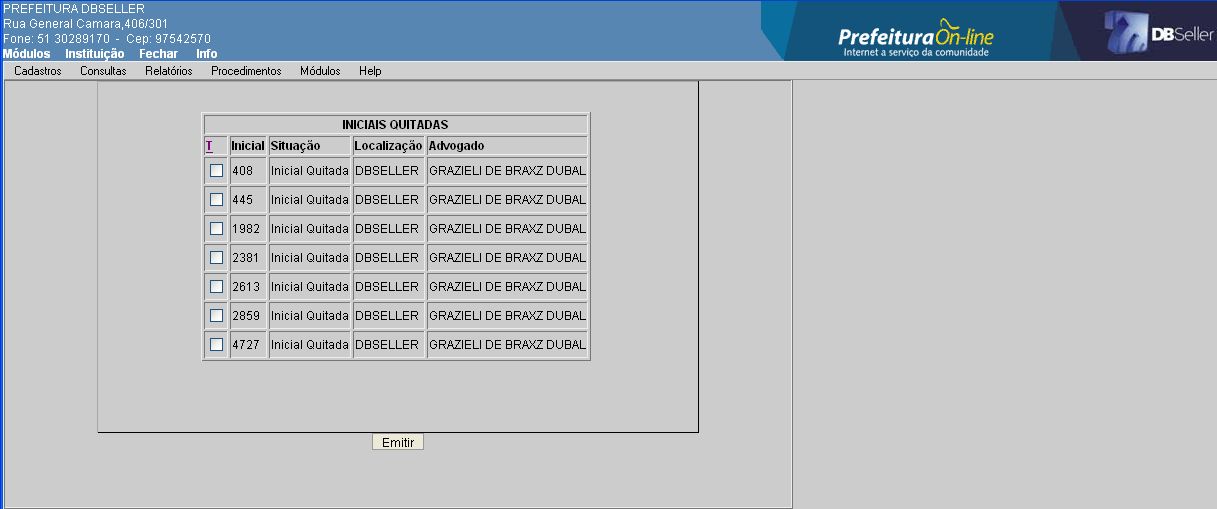 PREFEITURA DBSELLER
Rua General Camara,406/301
Fone: 51 30289170 - Cep: 97542570
Módulos Instituição Fechar Info
PrefeituraOn-line
Internet a serviço da comunidade
DBSeller
Cadastros Consultas Relatórios Procedimentos Módulos Help
INICIAIS QUITADAS
T Inicial Situação Localização Advogado
408 Inicial Quitada DBSELLER GRAZIELI DE BRAXZ DUBAL
445 Inicial Quitada DBSELLER GRAZIELI DE BRAXZ DUBAL
1982 Inicial Quitada DBSELLER GRAZIELI DE BRAXZ DUBAL
2381 Inicial Quitada DBSELLER GRAZIELI DE BRAXZ DUBAL
2613 Inicial Quitada DBSELLER GRAZIELI DE BRAXZ DUBAL
2859 Inicial Quitada DBSELLER GRAZIELI DE BRAXZ DUBAL
4727 Inicial Quitada DBSELLER GRAZIELI DE BRAXZ DUBAL
Emitir